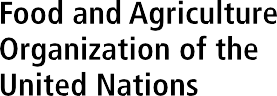 Food and Agriculture
Organization of the
United Nations